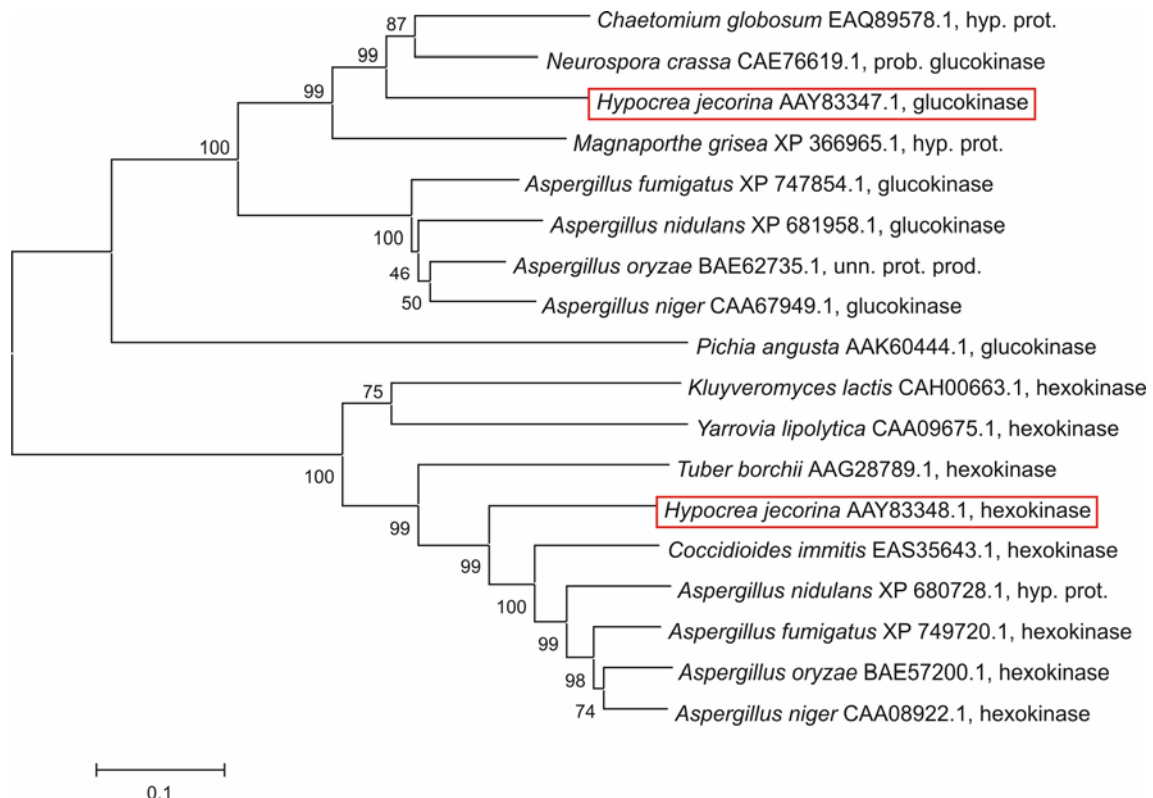 87
Chaetomium globosum EAQ89578.1, hyp. prot.
99
Neurospora crassa CAE76619.1, prob. glucokinase
99
Hypocrea jecorina AAY83347.1, glucokinase
100
Magnaporthe grisea XP 366965.1, hyp. prot.
Aspergillus fumigatus XP 747854.1, glucokinase
100
Aspergillus nidulans XP 681958.1, glucokinase
46
Aspergillus oryzae BAE62735.1, unn. prot. prod.
50
Aspergillus niger CAA67949.1, glucokinase
Pichia angusta AAK60444.1, glucokinase
75
Kluyveromyces lactis CAH00663.1, hexokinase
Yarrovia lipolytica CAA09675.1, hexokinase
100
Tuber borchii AAG28789.1, hexokinase
99
Hypocrea jecorina AAY83348.1, hexokinase
99
Coccidioides immitis EAS35643.1, hexokinase
100
Aspergillus nidulans XP 680728.1, hyp. prot.
99
Aspergillus fumigatus XP 749720.1, hexokinase
98
Aspergillus oryzae BAE57200.1, hexokinase
74
Aspergillus niger CAA08922.1, hexokinase
0.1